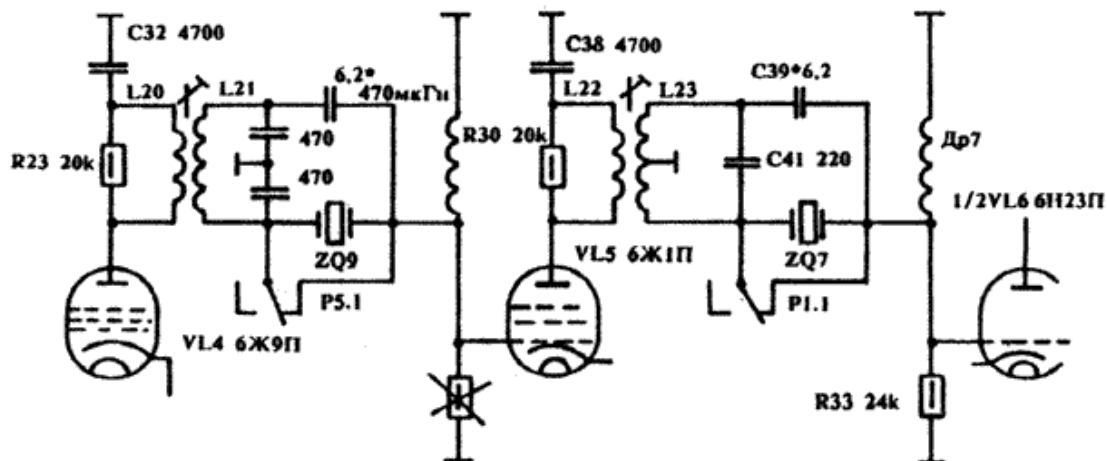 C32 4700
L20
L21
6,2*
470мкГн
470
470
R23 20k
ZQ9
P5.1
VL4 6Ж9П
R30 20k
C38 4700
L22
L23
C39*6,2
C41 220
VL5 6Ж1П
ZQ7
P1.1
Др7
1/2VL6 6Н23П
R33 24k